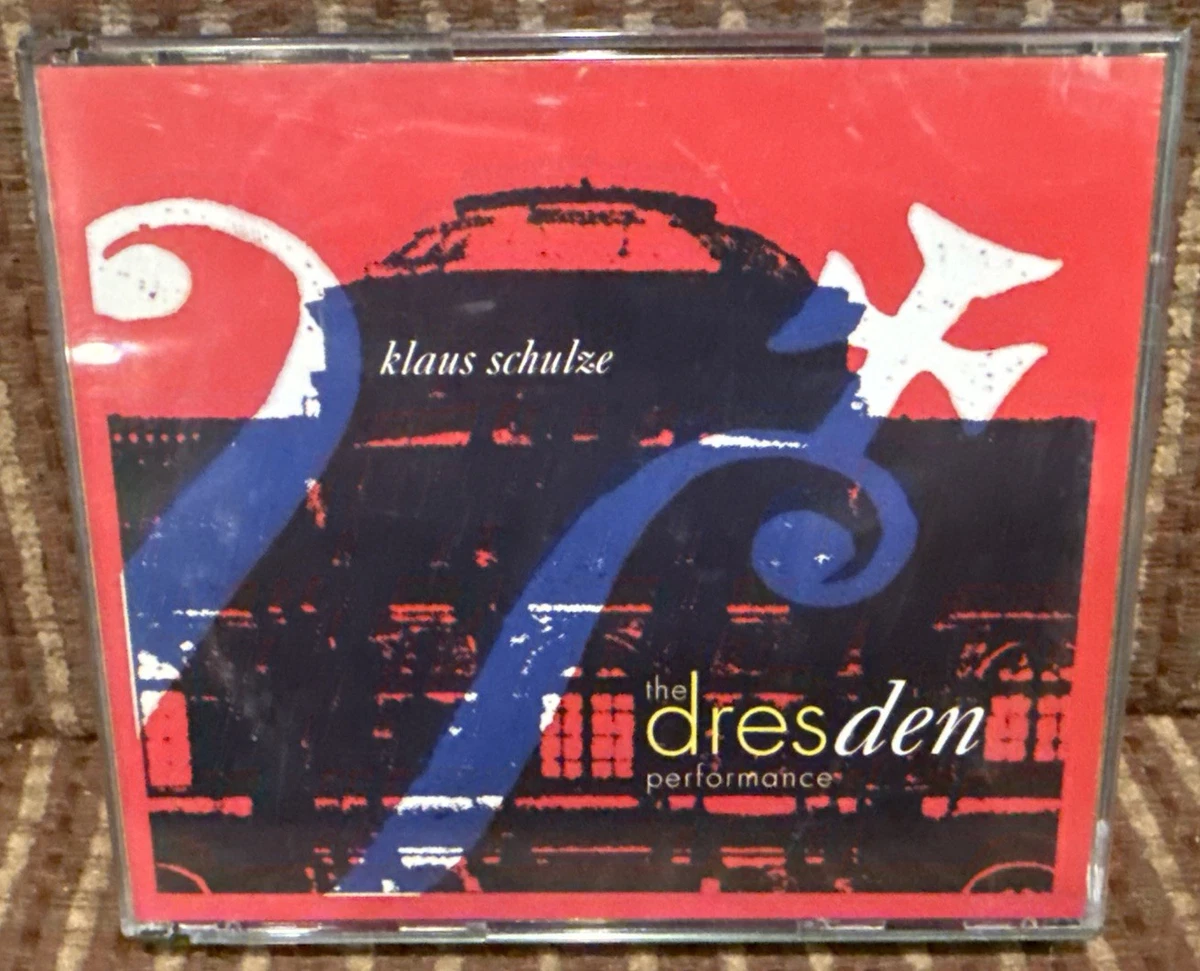 klaus schulze
the
dresden
performance